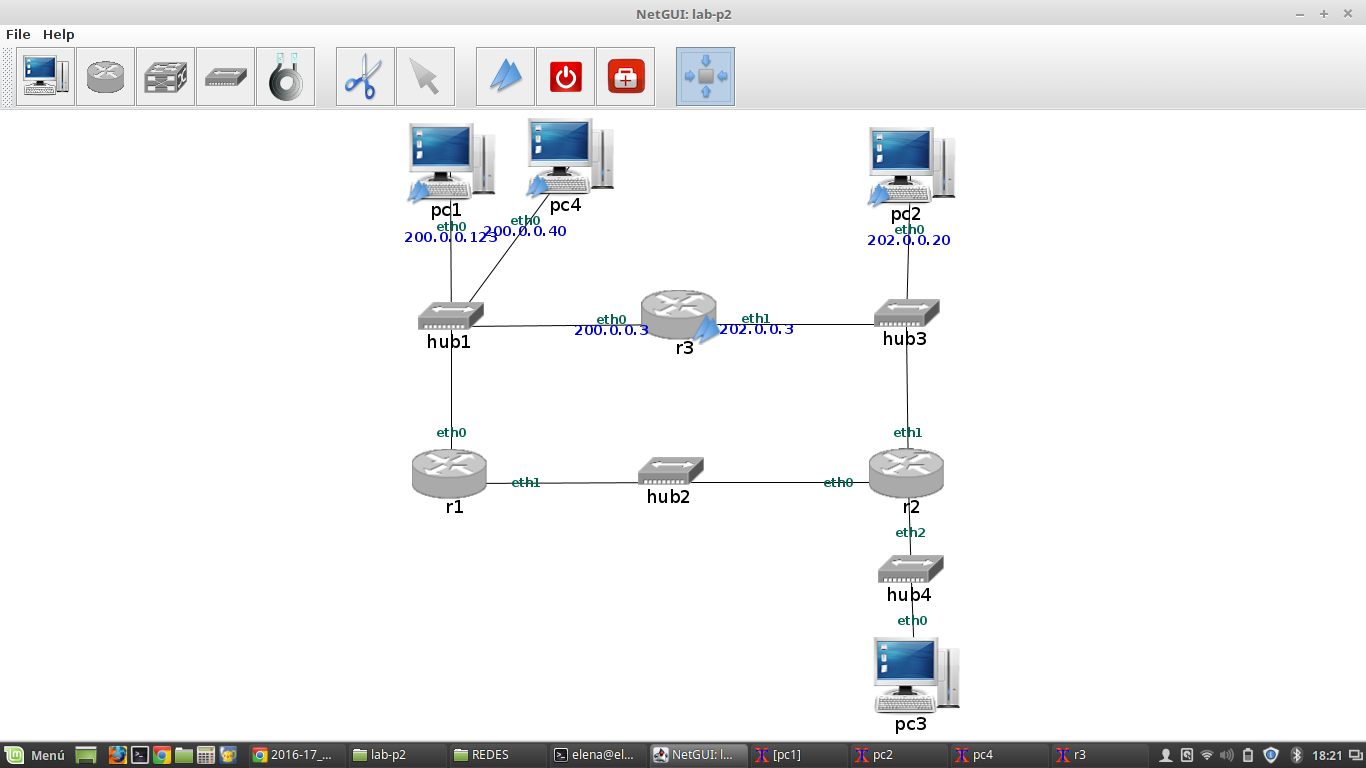 NetGUI: lab-p2
File Help
pc1
pc4
pc2
eth0
200.0.0.123
eth0
200.0.0.40
eth0
202.0.0.20
hub1
eth0
200.0.0.3
r3
eth1
202.0.0.3
hub3
eth0
eth1
r1
eth1
hub2
eth0
r2
eth2
hub4
eth0
pc3
Menú 2016-17_... lab-p2 REDES elena@el... NetGUI: l... [pc1] pc2 pc4 r3 18:21